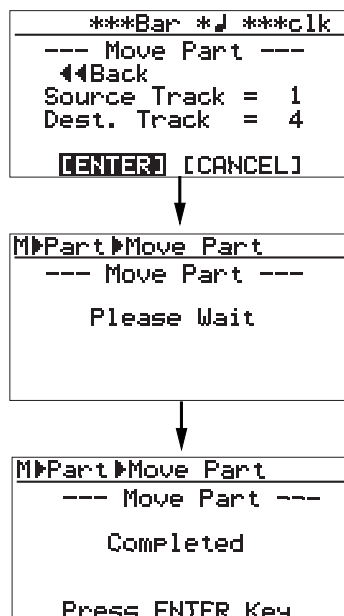 ***Bar *♩ ***clk
--- Move Part ---
◀◀Back
Source Track = 1
Dest. Track = 4
[ENTER] [CANCEL]
M▶Part▶Move Part
--- Move Part ---
Please Wait
M▶Part▶Move Part
--- Move Part ---
Completed
Press ENTER Key